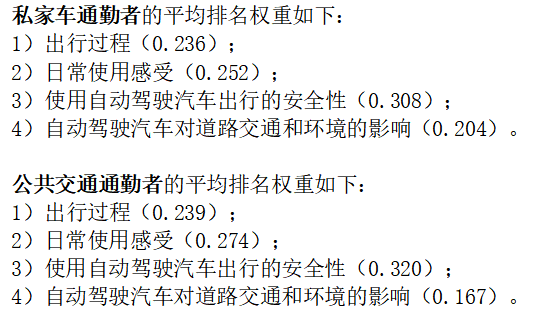 私家车通勤者的平均排名权重如下：
1）出行过程（0.236）；
2）日常使用感受（0.252）；
3）使用自动驾驶汽车出行的安全性（0.308）；
4）自动驾驶汽车对道路交通和环境的影响（0.204）。
公共交通通勤者的平均排名权重如下：
1）出行过程（0.239）；
2）日常使用感受（0.274）；
3）使用自动驾驶汽车出行的安全性（0.320）；
4）自动驾驶汽车对道路交通和环境的影响（0.167）。